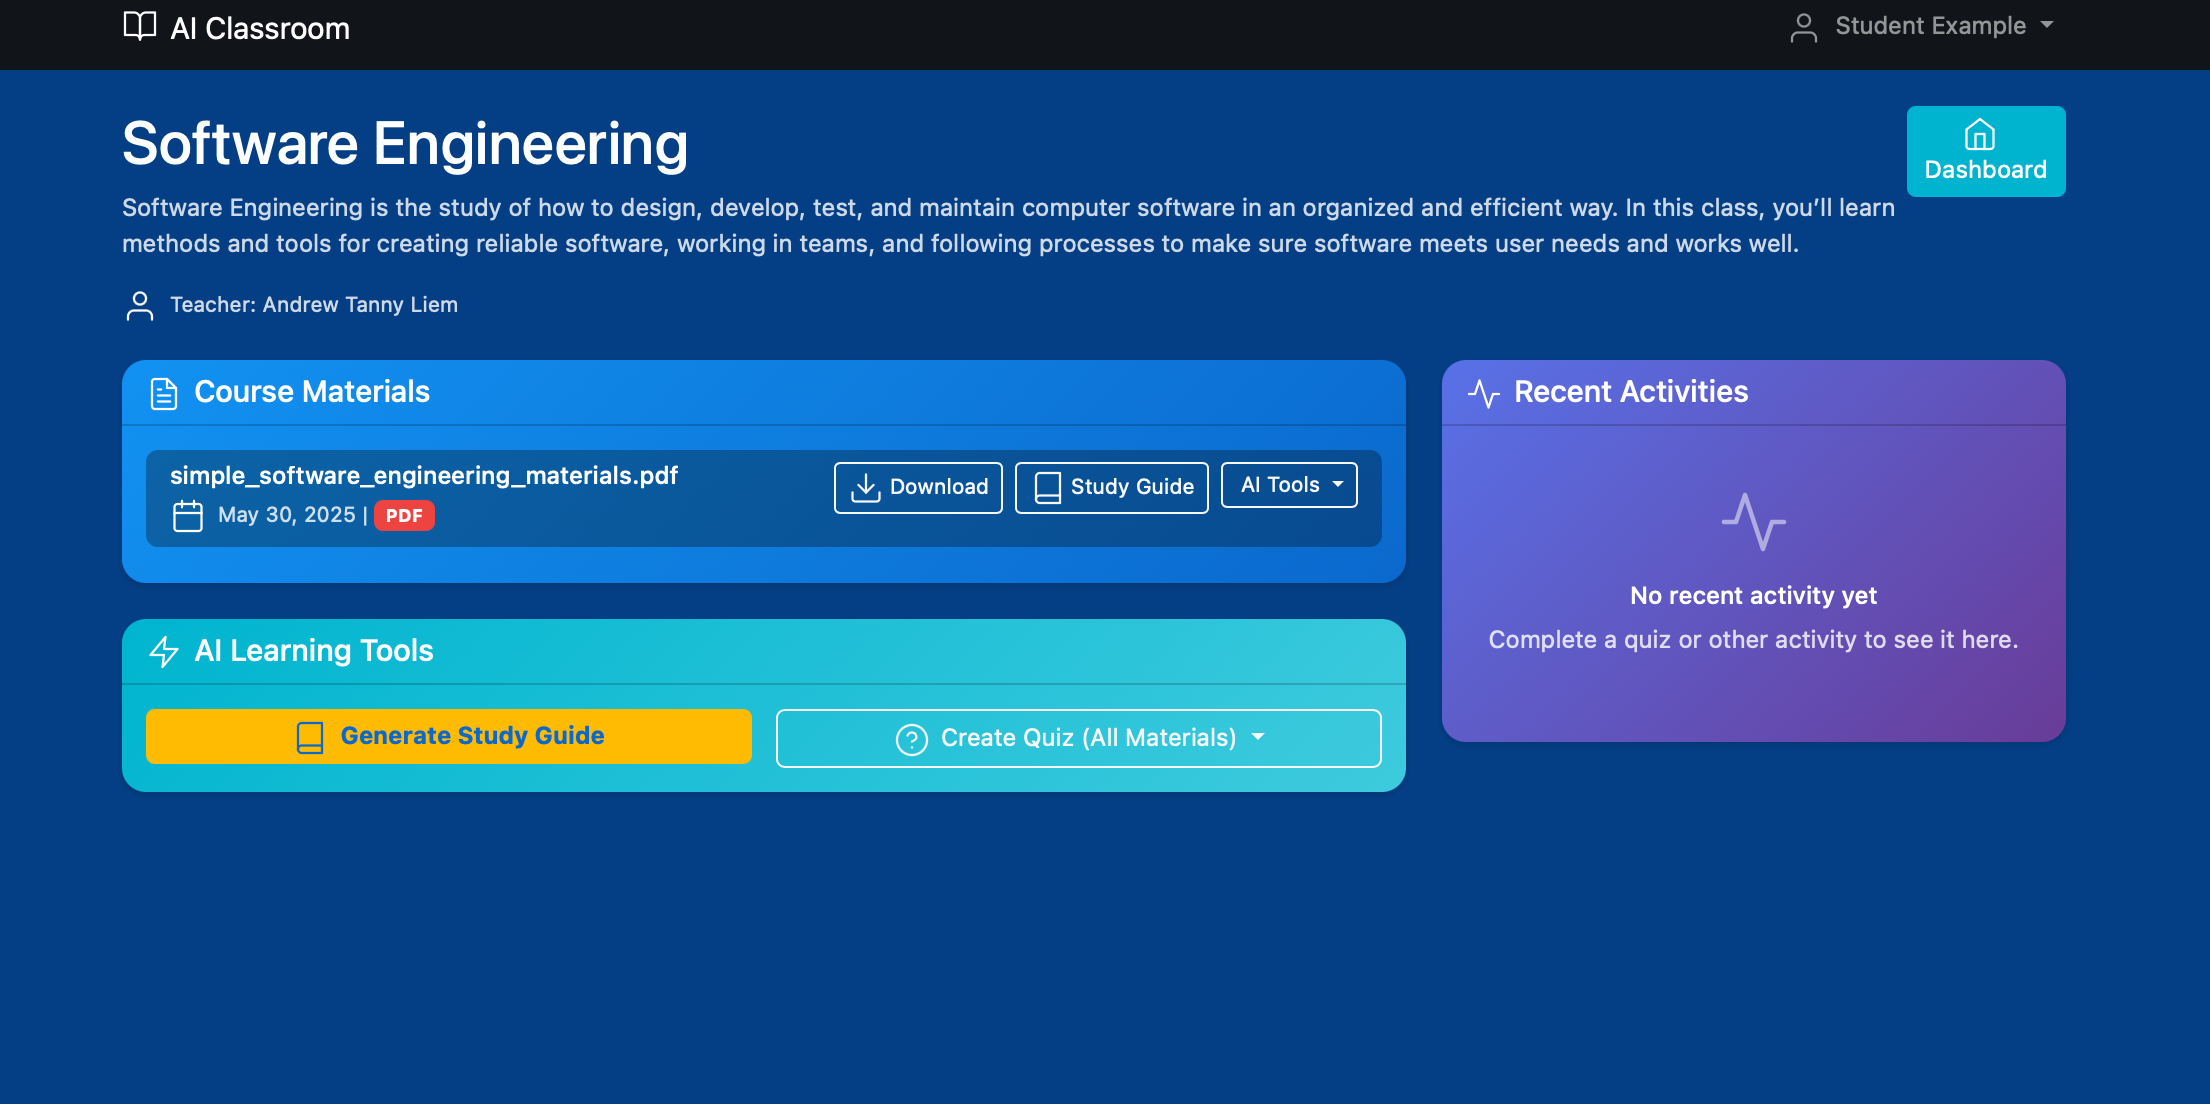 AI Classroom
Student Example
Software Engineering
Dashboard
Software Engineering is the study of how to design, develop, test, and maintain computer software in an organized and efficient way. In this class, you’ll learn
methods and tools for creating reliable software, working in teams, and following processes to make sure software meets user needs and works well.
Teacher: Andrew Tanny Liem
Course Materials
simple_software_engineering_materials.pdf
May 30, 2025 | PDF
Download
Study Guide
AI Tools
Recent Activities
No recent activity yet
Complete a quiz or other activity to see it here.
AI Learning Tools
Generate Study Guide
Create Quiz (All Materials)